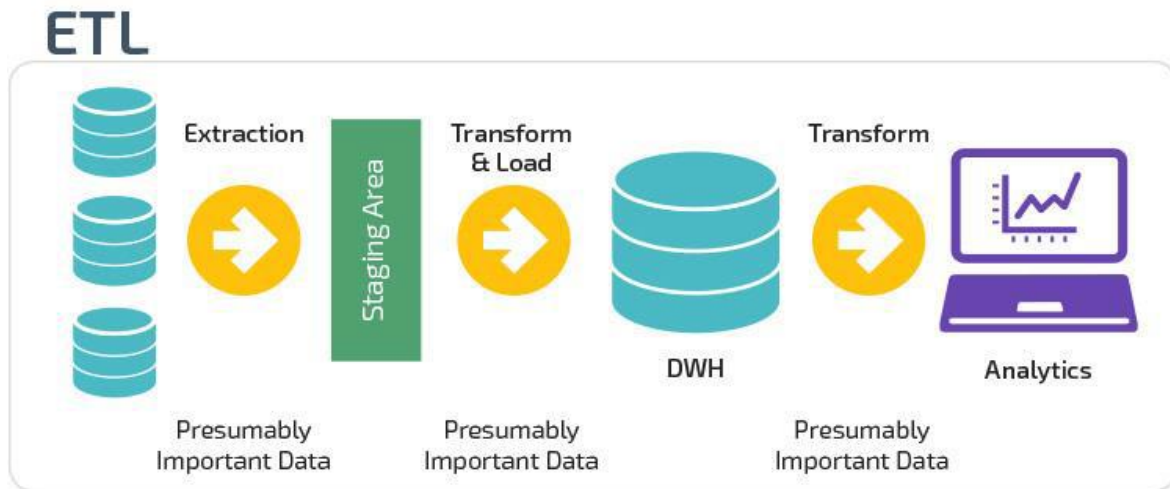 ETL
Extraction
Staging Area
Transform
& Load
Transform
DWH
Analytics
Presumably
Important Data
Presumably
Important Data
Presumably
Important Data